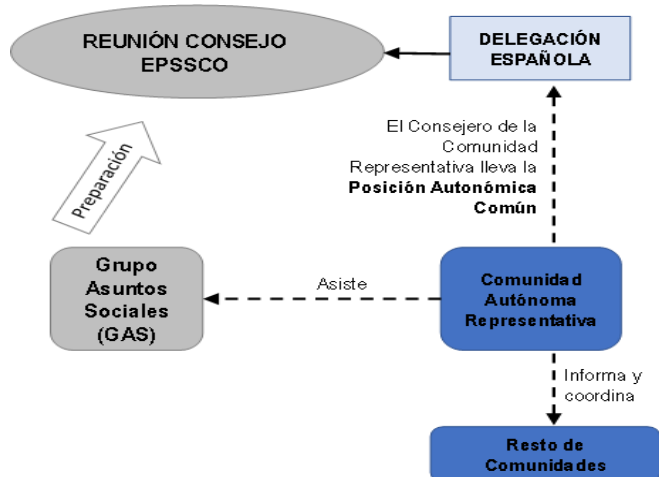 REUNIÓN CONSEJO
EPSSCO
DELEGACIÓN
ESPAÑOLA
El Consejero de la
Comunidad
Representativa lleva la
Posición Autonómica
Común
Preparación
Grupo
Asuntos
Sociales
(GAS)
Asiste
Comunidad
Autónoma
Representativa
Informa y
coordina
Resto de
Comunidades